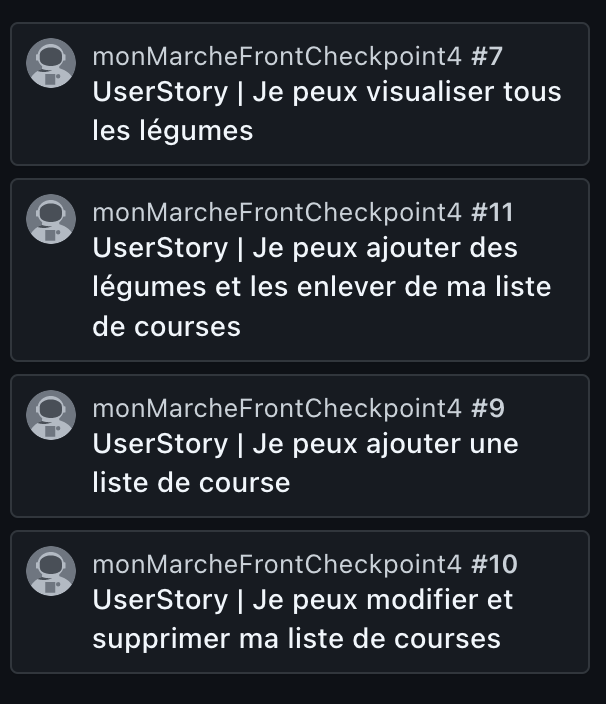 monMarcheFrontCheckpoint4 #7
UserStory | Je peux visualiser tous
les légumes
monMarcheFrontCheckpoint4 #11
UserStory | Je peux ajouter des
légumes et les enlever de ma liste
de courses
monMarcheFrontCheckpoint4 #9
UserStory | Je peux ajouter une
liste de course
monMarcheFrontCheckpoint4 #10
UserStory | Je peux modifier et
supprimer ma liste de courses